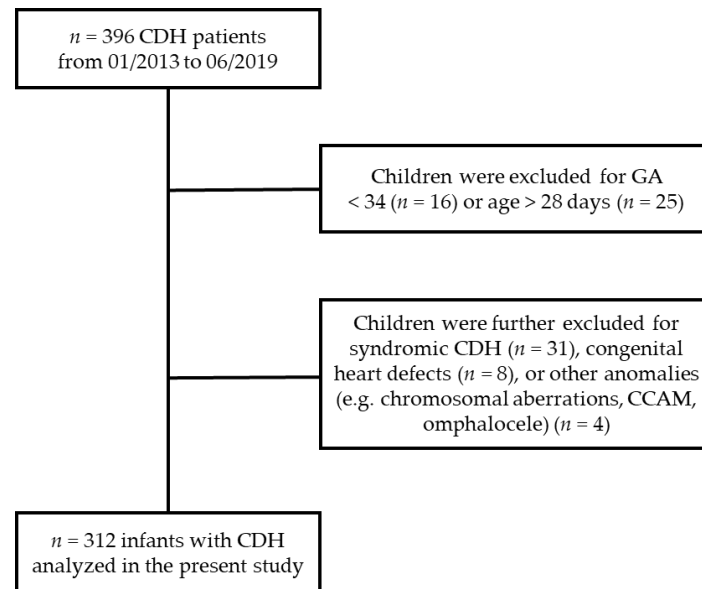 n = 396 CDH patients
from 01/2013 to 06/2019
Children were excluded for GA
< 34 (n = 16) or age > 28 days (n = 25)
Children were further excluded for
syndromic CDH (n = 31), congenital
heart defects (n = 8), or other anomalies
(e.g. chromosomal aberrations, CCAM,
omphalocele) (n = 4)
n = 312 infants with CDH
analyzed in the present study